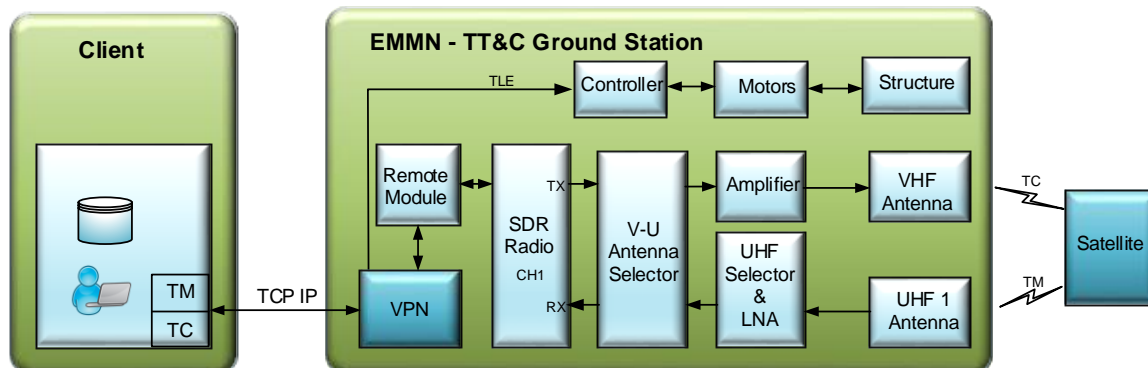 Client
TM
TC
TCP IP
EMMN - TT&C Ground Station
TLE
Controller
Motors
Structure
Remote
Module
VPN
SDR
Radio
CH1
TX
RX
V-U
Antenna
Selector
Amplifier
UHF
Selector
&
LNA
VHF
Antenna
UHF 1
Antenna
TC
TM
Satellite